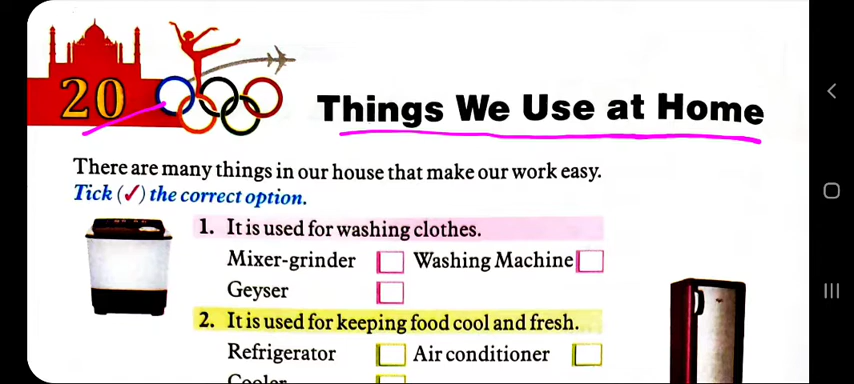 20
Things We Use at Home
There are many things in our house that make our work easy.
Tick (✓) the correct option.
1. It is used for washing clothes.
Mixer-grinder Washing Machine
Geyser
2. It is used for keeping food cool and fresh.
Refrigerator Air conditioner
Cooler